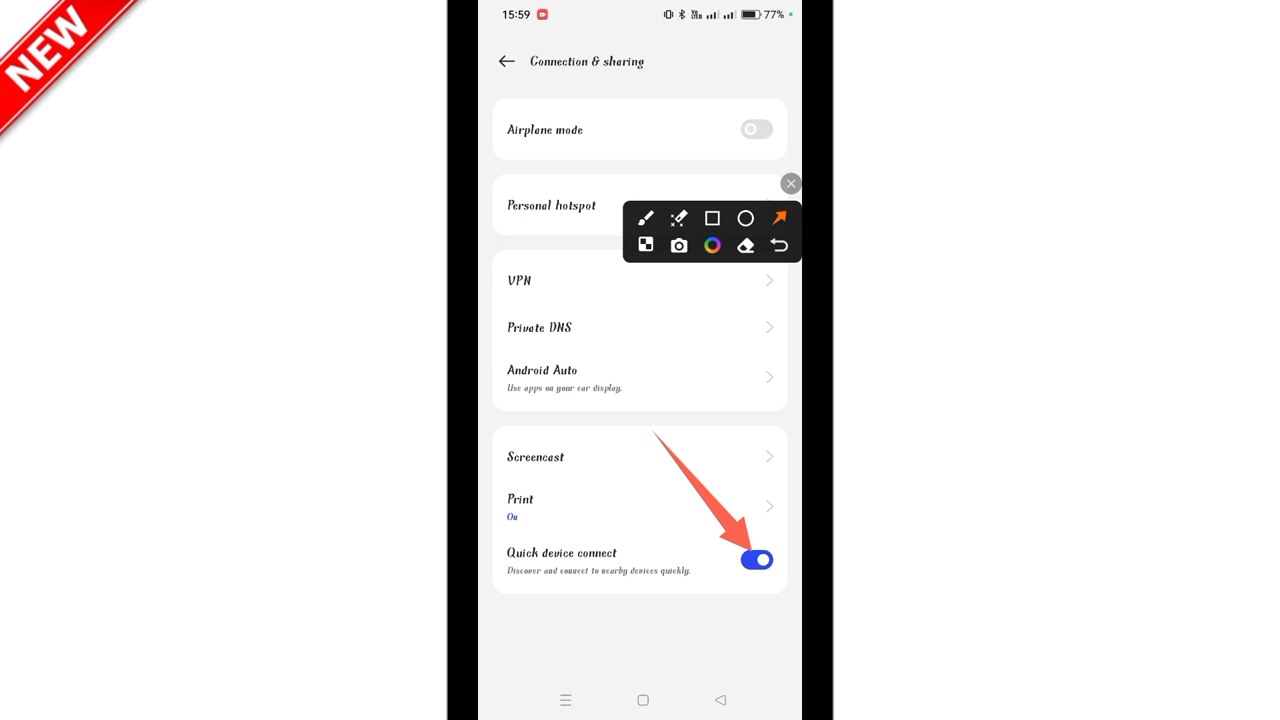 NEW
15:59
77%
Connection & sharing
Airplane mode
Personal hotspot
VPN
Private DNS
Android Auto
Use apps on your car display.
Screencast
Print
On
Quick device connect
Discover and connect to nearby devices quickly.